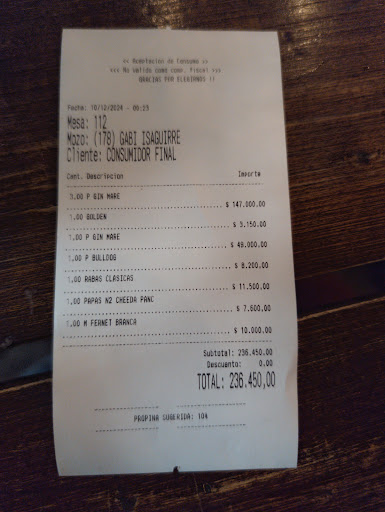 << Aceptacion de Consumo >>
<<< No valido como comp. fiscal >>>
GRACIAS POR ELEGIRNOS !!
Fecha: 10/12/2024 - 00:23
Mesa: 112
Mozo: (178) GABI ISAGUIRRE
Cliente: CONSUMIDOR FINAL
Cant. Descripcion Importe
3.00 P GIN MARE
$ 147.000,00
1.00 GOLDEN
$ 3.150,00
1.00 P GIN MARE
$ 49.000,00
1.00 P BULLDOG
$ 8.200,00
1.00 RABAS CLASICAS
$ 11.500,00
1.00 PAPAS N2 CHEEDA PANC
$ 7.600,00
1.00 M FERNET BRANCA
$ 10.000,00
Subtotal: 236.450,00
Descuento: 0,00
TOTAL: 236.450,00
PROPINA SUGERIDA: 10%